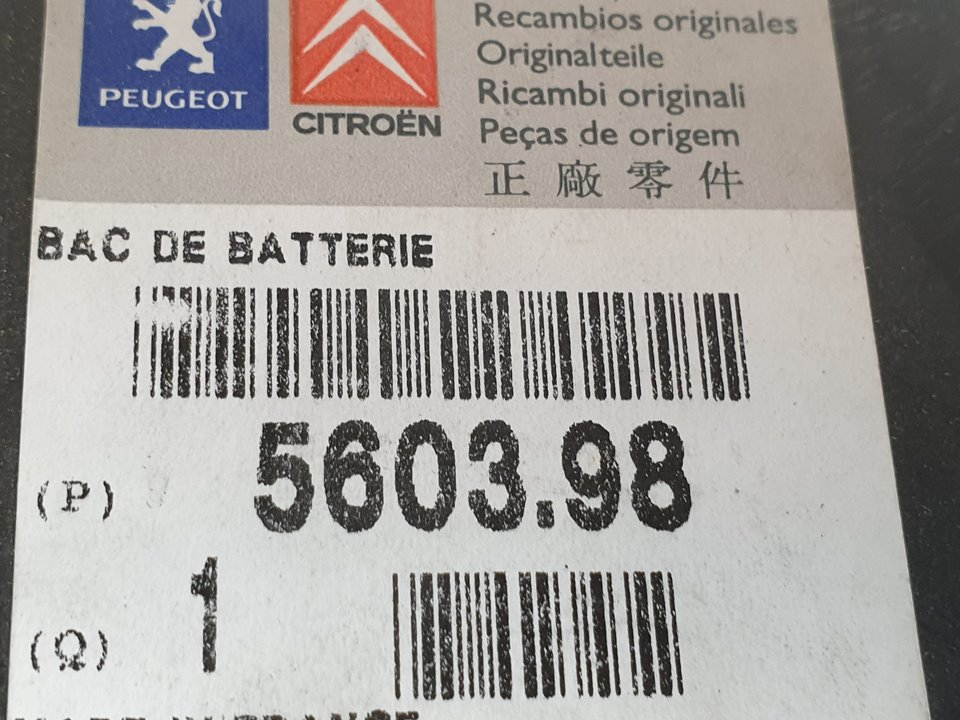 Recambios originales
Originalteile
Ricambi originali
Peças de origem
正廠零件
PEUGEOT
CITROËN
BAC DE BATTERIE
(P) 5603.98
(Q) 1